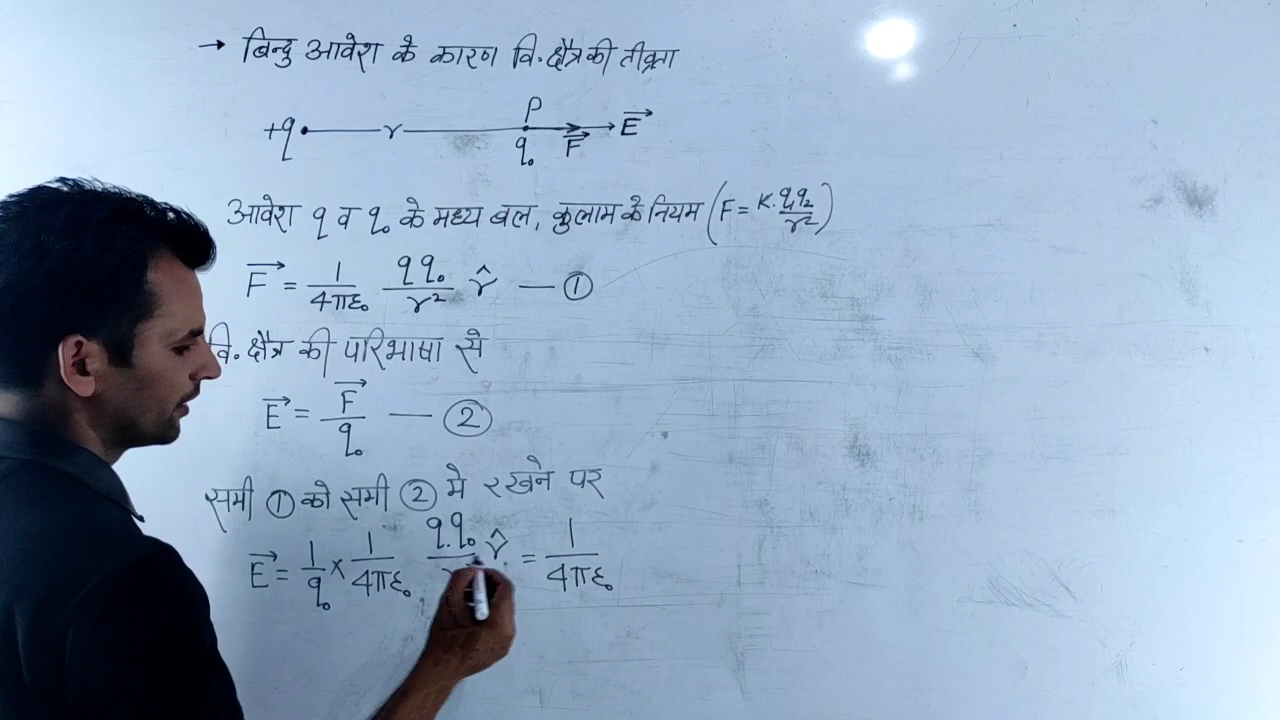 → बिन्दु आवेश के कारण वि. क्षैत्र की तीव्रता
P
+q r q₀ F⃗ E⃗
आवेश q व q₀ के मध्य बल, कुलाम के नियम (F = K.q₁q₂/r²)
F⃗ = 1/4πε₀ qq₀/r² r̂ — ①
वि. क्षैत्र की परिभाषा से
E⃗ = F⃗/q₀ — ②
समी ① को समी ② मे रखने पर
E⃗ = 1/q₀ × 1/4πε₀ q.q₀/ r̂ = 1/4πε₀